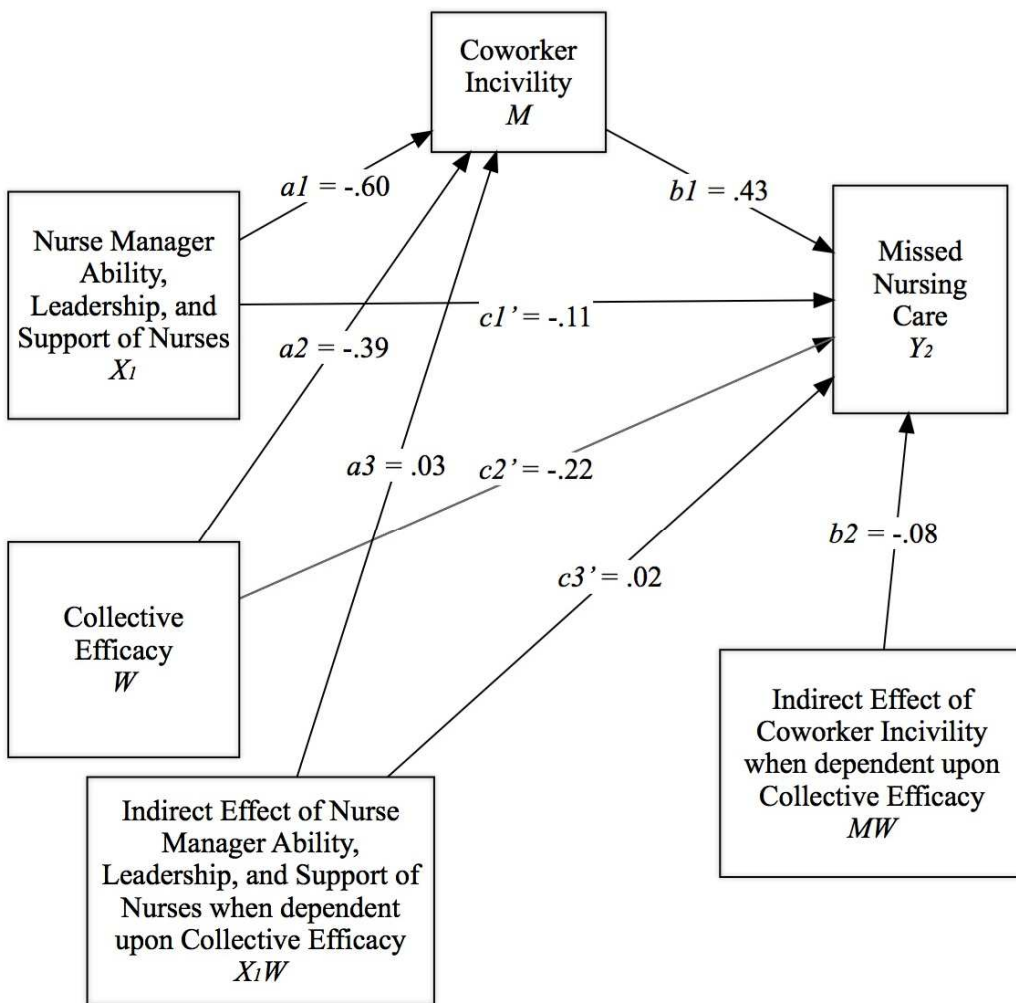 Coworker
Incivility
M
a1 = -.60
b1 = .43
Nurse Manager
Ability,
Leadership, and
Support of Nurses
X1
Missed
Nursing
Care
Y2
c1’ = -.11
a2 = -.39
a3 = .03
c2’ = -.22
b2 = -.08
c3’ = .02
Collective
Efficacy
W
Indirect Effect of
Coworker Incivility
when dependent upon
Collective Efficacy
MW
Indirect Effect of Nurse
Manager Ability,
Leadership, and Support of
Nurses when dependent
upon Collective Efficacy
X1W